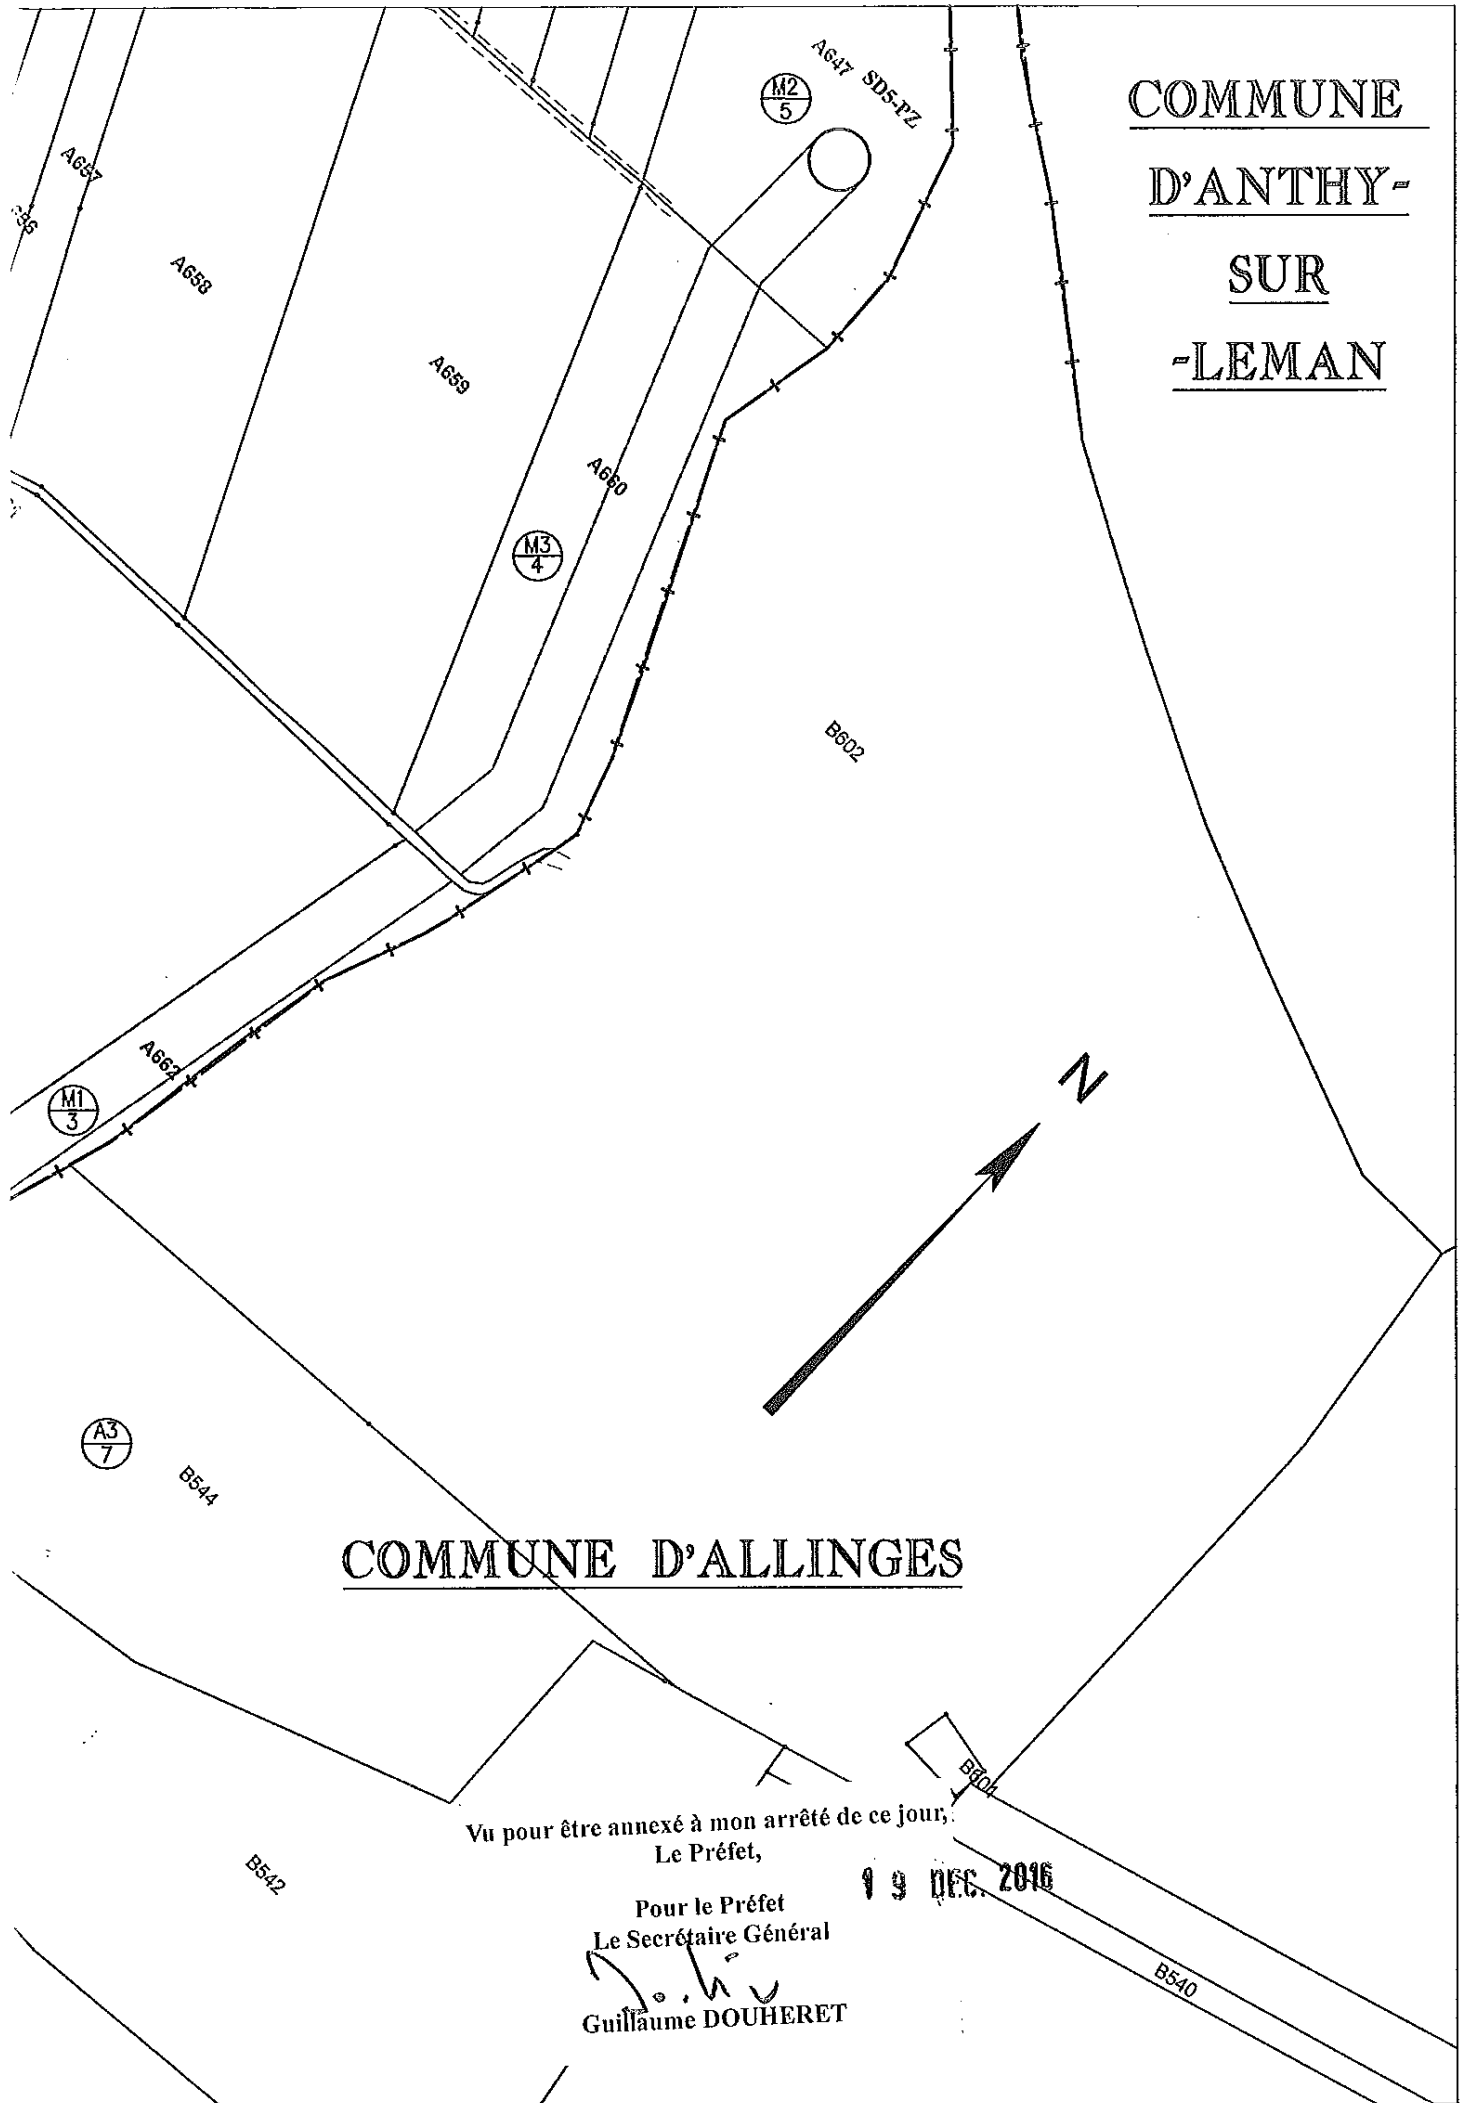 A647 SD5-PZ
M2
5
COMMUNE
D'ANTHY-
SUR
-LEMAN
A657
A658
A659
A660
M3
4
B602
A662
M1
3
N
A3
7
B544
COMMUNE D'ALLINGES
B601
Vu pour être annexé à mon arrêté de ce jour,
Le Préfet,
19 DEC. 2016
Pour le Préfet
Le Secrétaire Général
Guillaume DOUHERET
B542
B540